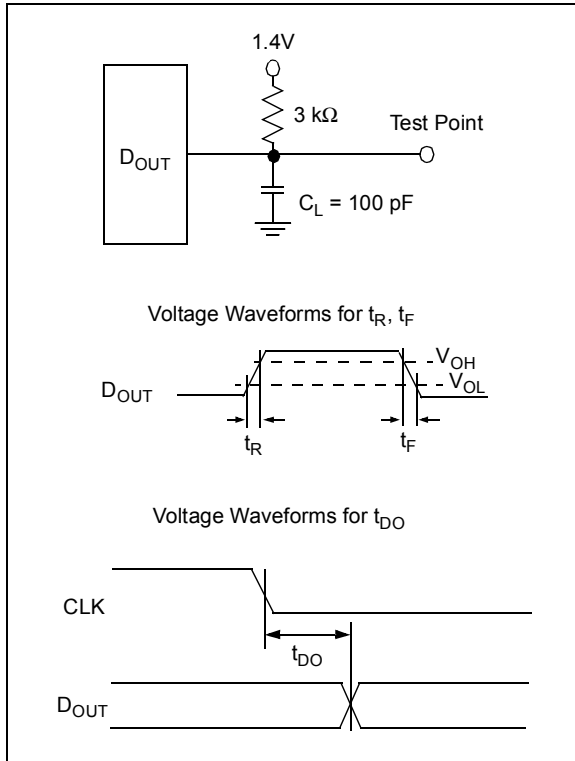 1.4V
3 kΩ
Test Point
DOUT
CL = 100 pF
Voltage Waveforms for tR, tF
VOH
VOL
DOUT
tR
tF
Voltage Waveforms for tDO
CLK
tDO
DOUT